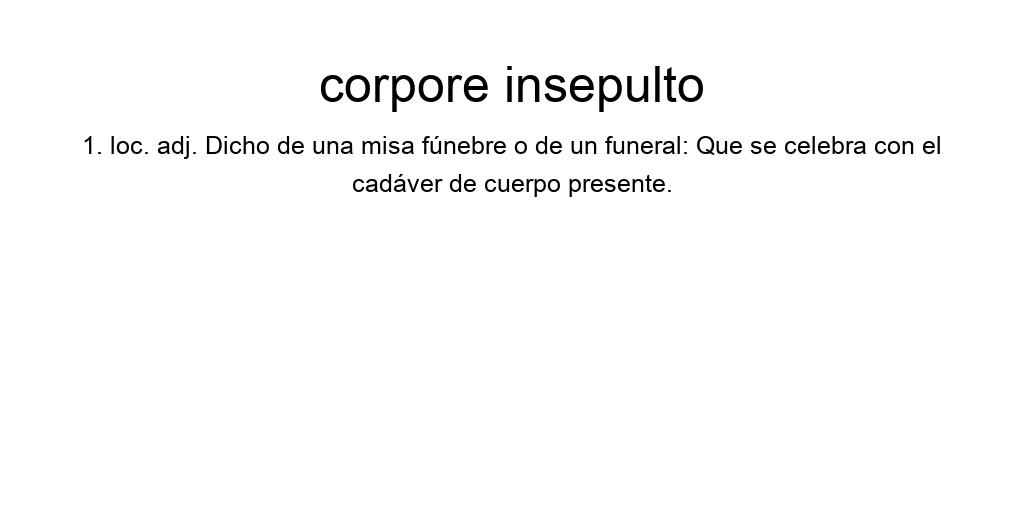 corpore insepulto
1. loc. adj. Dicho de una misa fúnebre o de un funeral: Que se celebra con el
cadáver de cuerpo presente.